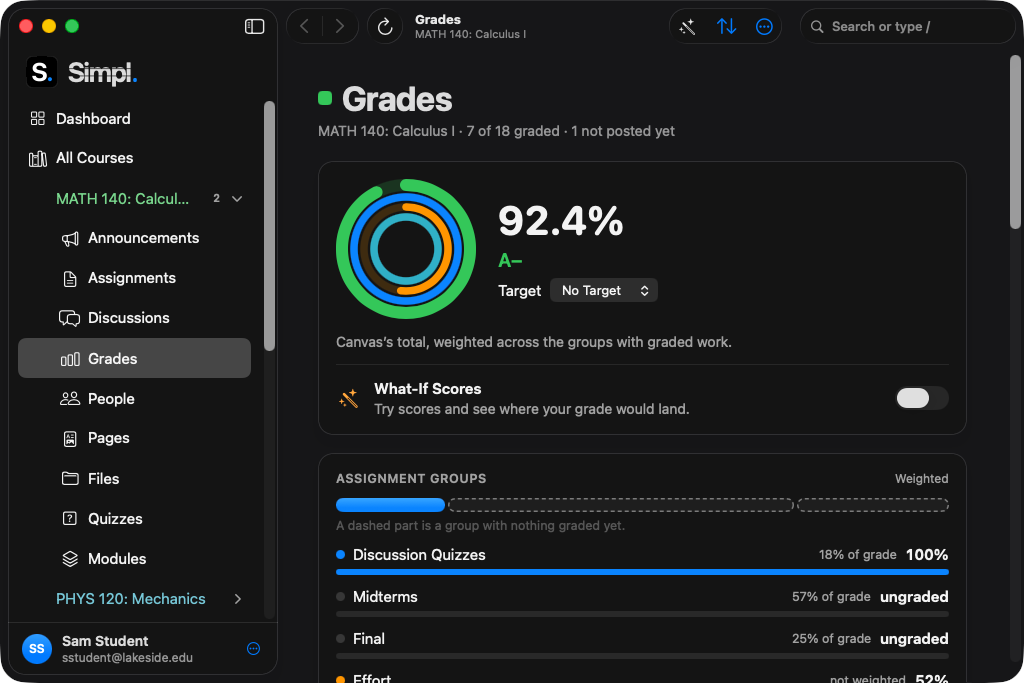 Grades
MATH 140: Calculus I
Search or type /
S. Simpl.
Dashboard
All Courses
MATH 140: Calcul... 2
Announcements
Assignments
Discussions
Grades
People
Pages
Files
Quizzes
Modules
PHYS 120: Mechanics
SS
Sam Student
sstudent@lakeside.edu
Grades
MATH 140: Calculus I · 7 of 18 graded · 1 not posted yet
92.4%
A−
Target No Target
Canvas’s total, weighted across the groups with graded work.
What-If Scores
Try scores and see where your grade would land.
ASSIGNMENT GROUPS Weighted
A dashed part is a group with nothing graded yet.
Discussion Quizzes 18% of grade 100%
Midterms 57% of grade ungraded
Final 25% of grade ungraded
Effort not weighted 52%